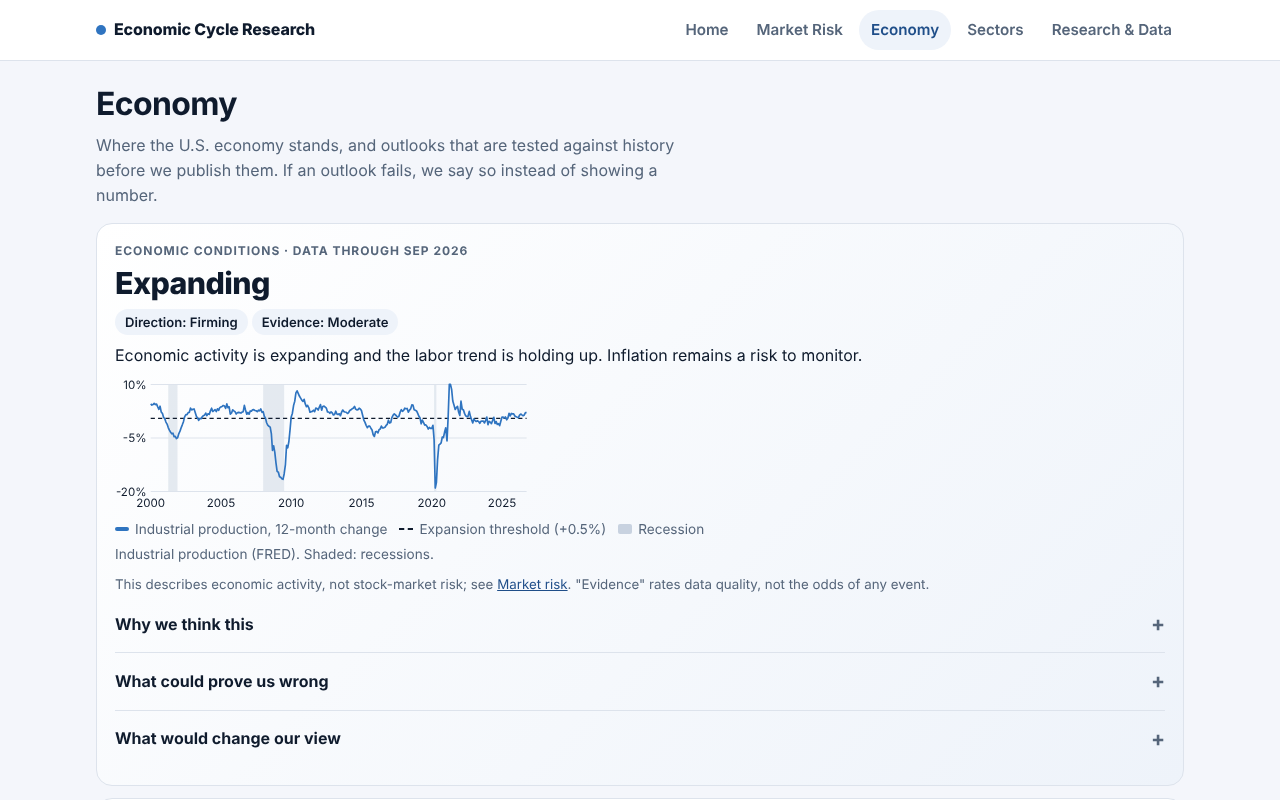 Economic Cycle Research
Home
Market Risk
Economy
Sectors
Research & Data
Economy
Where the U.S. economy stands, and outlooks that are tested against history
before we publish them. If an outlook fails, we say so instead of showing a
number.
ECONOMIC CONDITIONS · DATA THROUGH SEP 2026
Expanding
Direction: Firming
Evidence: Moderate
Economic activity is expanding and the labor trend is holding up. Inflation remains a risk to monitor.
10%
-5%
-20%
2000
2005
2010
2015
2020
2025
Industrial production, 12-month change
Expansion threshold (+0.5%)
Recession
Industrial production (FRED). Shaded: recessions.
This describes economic activity, not stock-market risk; see Market risk. "Evidence" rates data quality, not the odds of any event.
Why we think this
+
What could prove us wrong
+
What would change our view
+